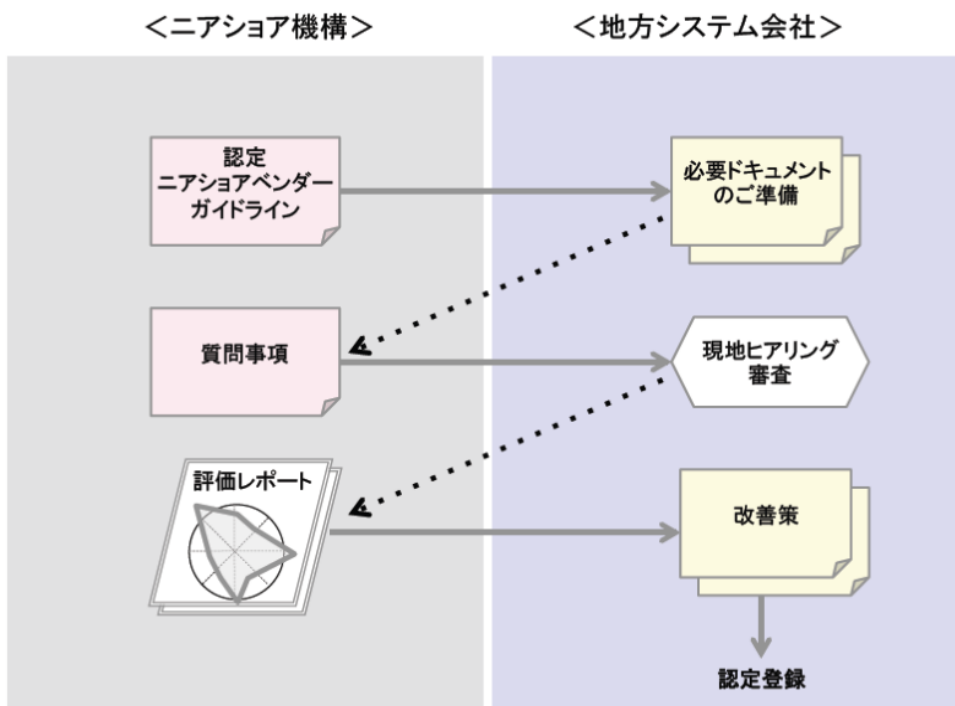 ＜ニアショア機構＞
＜地方システム会社＞
認定
ニアショアベンダー
ガイドライン
必要ドキュメント
のご準備
質問事項
現地ヒアリング
審査
評価レポート
改善策
認定登録